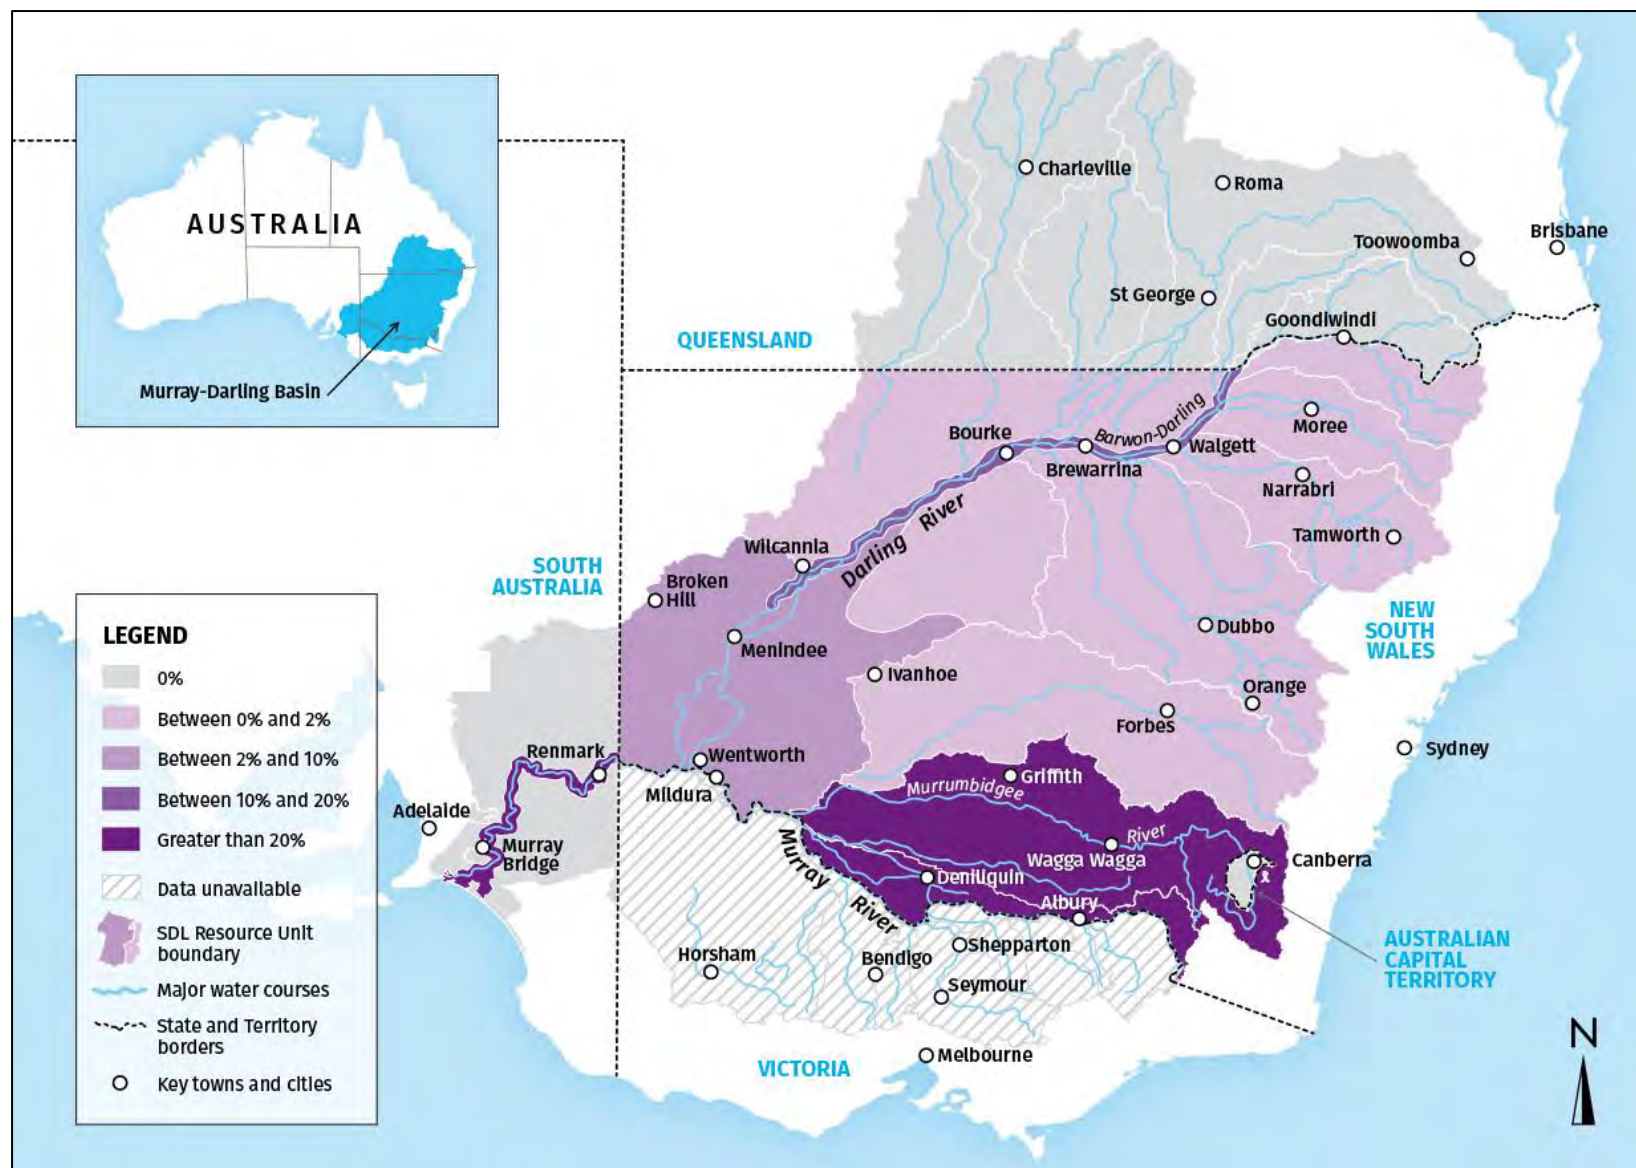 AUSTRALIA
Murray-Darling Basin
Charleville
Roma
Brisbane
Toowoomba
St George
Goondiwindi
QUEENSLAND
Barwon-Darling
Moree
Bourke
Walgett
Brewarrina
Narrabri
Darling River
Tamworth
Wilcannia
SOUTH
AUSTRALIA
Broken
Hill
NEW
SOUTH
WALES
Dubbo
Menindee
Ivanhoe
Orange
Forbes
Sydney
Renmark
Wentworth
Mildura
Griffith
Murrumbidgee River
Adelaide
Murray
Bridge
Wagga Wagga
Canberra
Murray River
Deniliquin
Albury
AUSTRALIAN
CAPITAL
TERRITORY
Horsham
Bendigo
Shepparton
Seymour
Melbourne
VICTORIA
N
LEGEND
0%
Between 0% and 2%
Between 2% and 10%
Between 10% and 20%
Greater than 20%
Data unavailable
SDL Resource Unit
boundary
Major water courses
State and Territory
borders
Key towns and cities